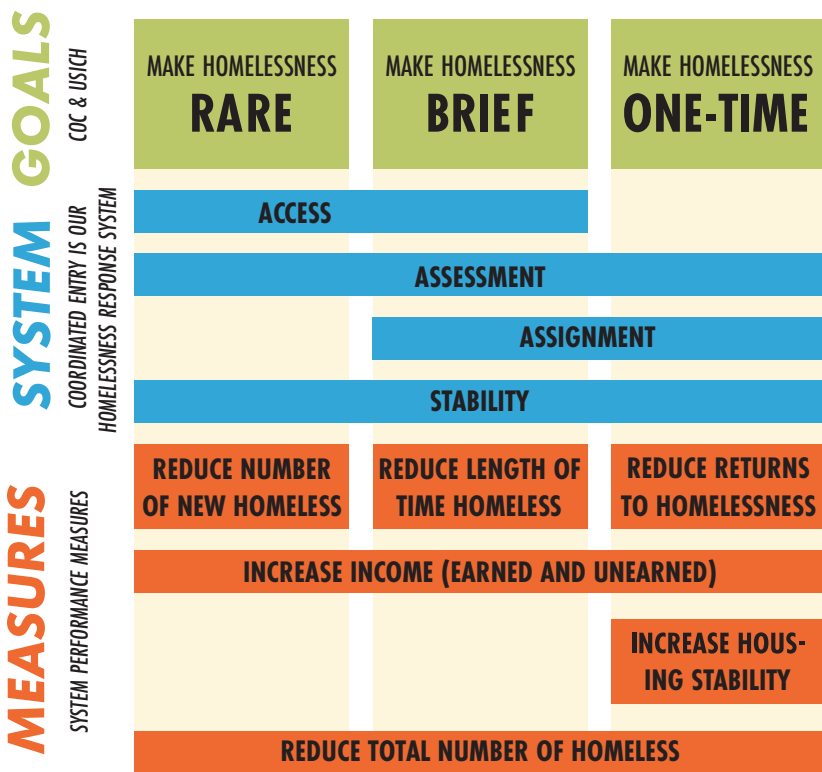 GOALS
COC & USICH
MAKE HOMELESSNESS
RARE
MAKE HOMELESSNESS
BRIEF
MAKE HOMELESSNESS
ONE-TIME
SYSTEM
COORDINATED ENTRY IS OUR
HOMELESSNESS RESPONSE SYSTEM
ACCESS
ASSESSMENT
ASSIGNMENT
STABILITY
MEASURES
SYSTEM PERFORMANCE MEASURES
REDUCE NUMBER
OF NEW HOMELESS
REDUCE LENGTH OF
TIME HOMELESS
REDUCE RETURNS
TO HOMELESSNESS
INCREASE INCOME (EARNED AND UNEARNED)
INCREASE HOUS-
ING STABILITY
REDUCE TOTAL NUMBER OF HOMELESS